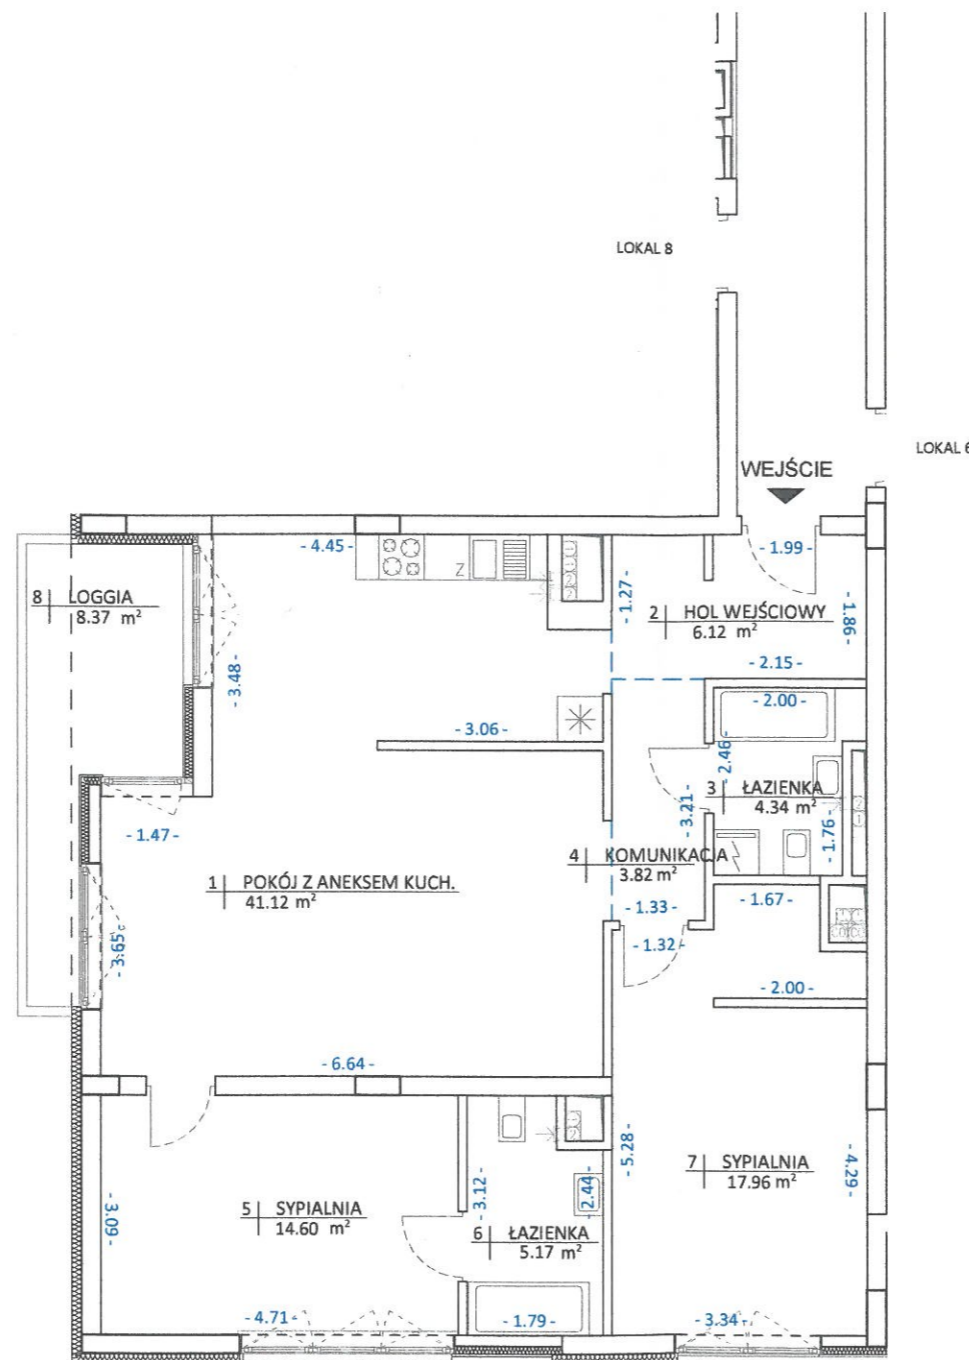 LOKAL 8
LOKAL 6
WEJŚCIE
- 4.45 -
Z
- 1.99 -
- 1.27 -
8 LOGGIA
8.37 m²
2 HOL WEJŚCIOWY
6.12 m²
- 1.86 -
- 3.48 -
- 2.15 -
- 2.00 -
- 3.06 -
- 2.46 -
3 ŁAZIENKA
4.34 m²
- 1.47 -
- 3.21 -
- 1.76 -
4 KOMUNIKACJA
3.82 m²
1 POKÓJ Z ANEKSEM KUCH.
41.12 m²
- 1.33 -
- 1.67 -
- 3.65 -
- 1.32 -
- 2.00 -
- 6.64 -
- 5.28 -
7 SYPIALNIA
17.96 m²
- 4.29 -
- 3.09 -
5 SYPIALNIA
14.60 m²
- 3.12 -
- 2.44 -
6 ŁAZIENKA
5.17 m²
- 4.71 -
- 1.79 -
- 3.34 -